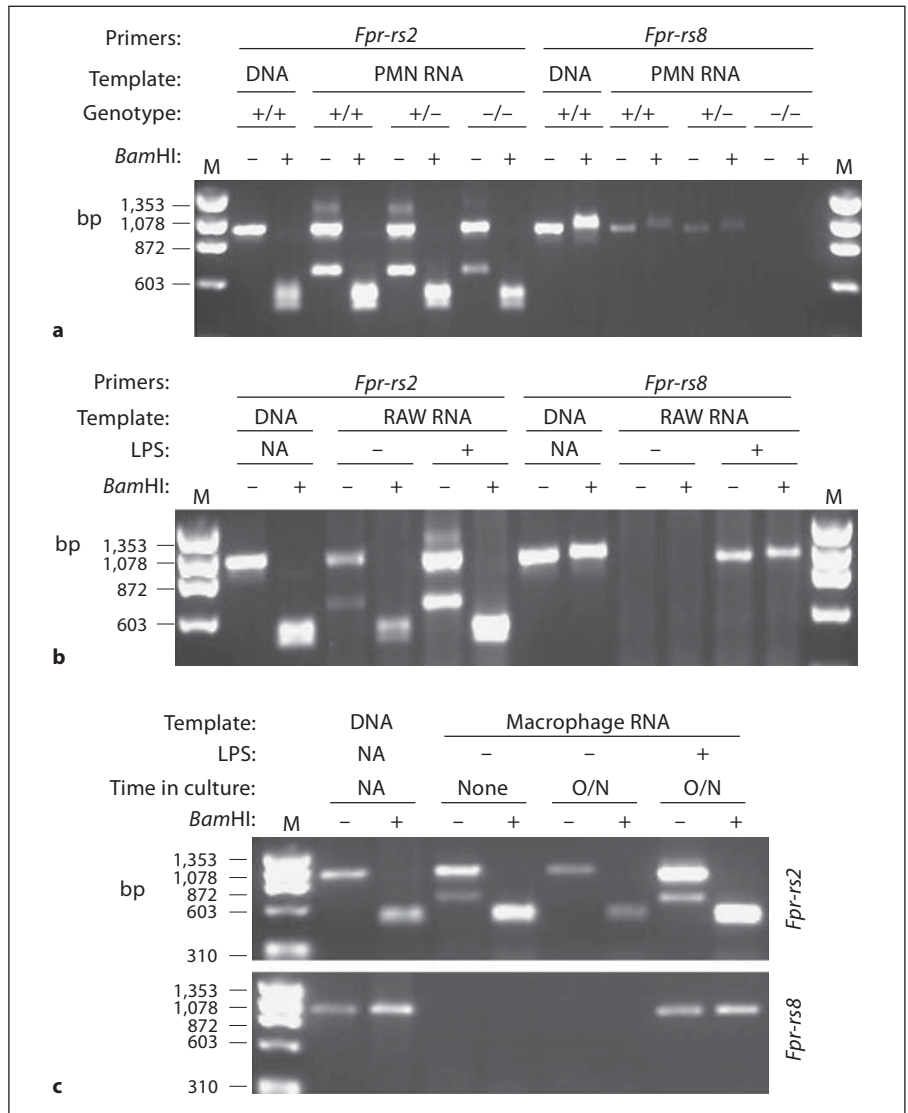 Primers: Fpr-rs2 Fpr-rs8
Template: DNA PMN RNA DNA PMN RNA
Genotype: +/+ +/+ +/– –/– +/+ +/+ +/– –/–
BamHI: – + – + – + – + – + – + – + – +
M M
bp
1,353
1,078
872
603
a
Primers: Fpr-rs2 Fpr-rs8
Template: DNA RAW RNA DNA RAW RNA
LPS: NA – + NA – +
BamHI: – + – + – + – + – + – +
M M
bp
1,353
1,078
872
603
b
Template: DNA Macrophage RNA
LPS: NA – – +
Time in culture: NA None O/N O/N
BamHI: M – + – + – + – +
bp
1,353
1,078
872
603
310
Fpr-rs2
1,353
1,078
872
603
310
Fpr-rs8
c